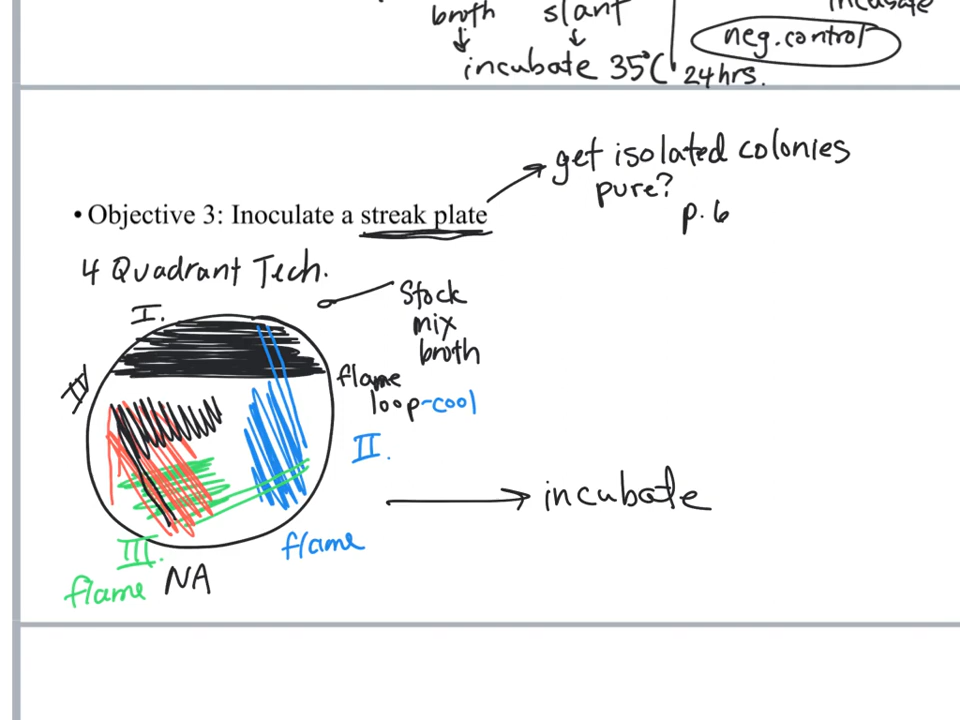 broth slant incubate
neg. control
incubate 35°C 24hrs.
get isolated colonies
pure?
p. 6
• Objective 3: Inoculate a streak plate
4 Quadrant Tech.
I.
Stock
mix
broth
IV
flame
loop-cool
II.
incubate
flame
III.
flame NA